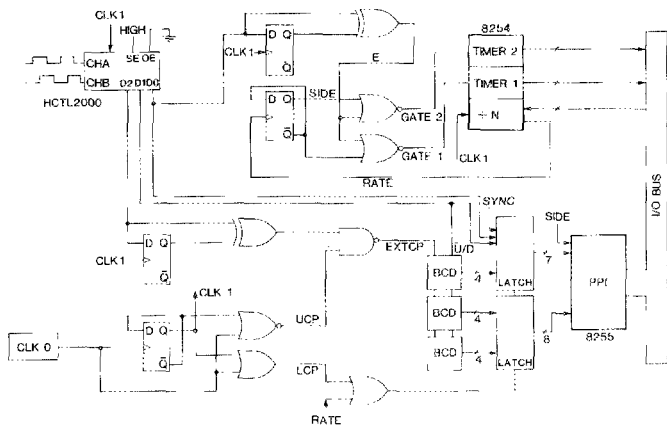 CLK1
HIGH
CHA
SE OE
CHB
D2 D1 D0
HCTL2000
D Q
CLK1
Q
E
8254
TIMER 2
TIMER 1
÷ N
D Q
SIDE
Q
GATE 2
GATE 1
CLK1
RATE
I/O BUS
SYNC
SIDE
D Q
CLK1
Q
EXTCP
U/D
BCD
4
LATCH
7
PPI
CLK 1
UCP
BCD
4
D Q
Q
CLK 0
LCP
BCD
4
LATCH
8
8255
RATE